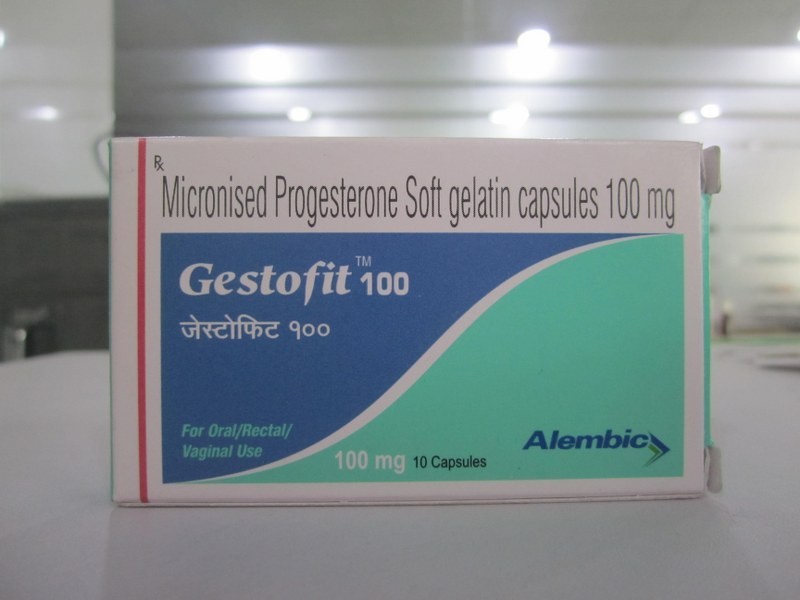 ℞
Micronised Progesterone Soft gelatin capsules 100 mg
Gestofit™ 100
जेस्टोफिट १००
For Oral/Rectal/
Vaginal Use
100 mg 10 Capsules
Alembic